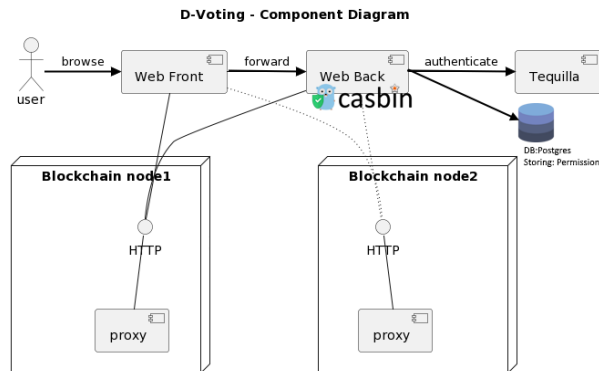 D-Voting - Component Diagram
browse
forward
authenticate
Web Front
Web Back
Tequilla
user
casbin
DB:Postgres
Storing: Permission
Blockchain node1
Blockchain node2
HTTP
HTTP
proxy
proxy